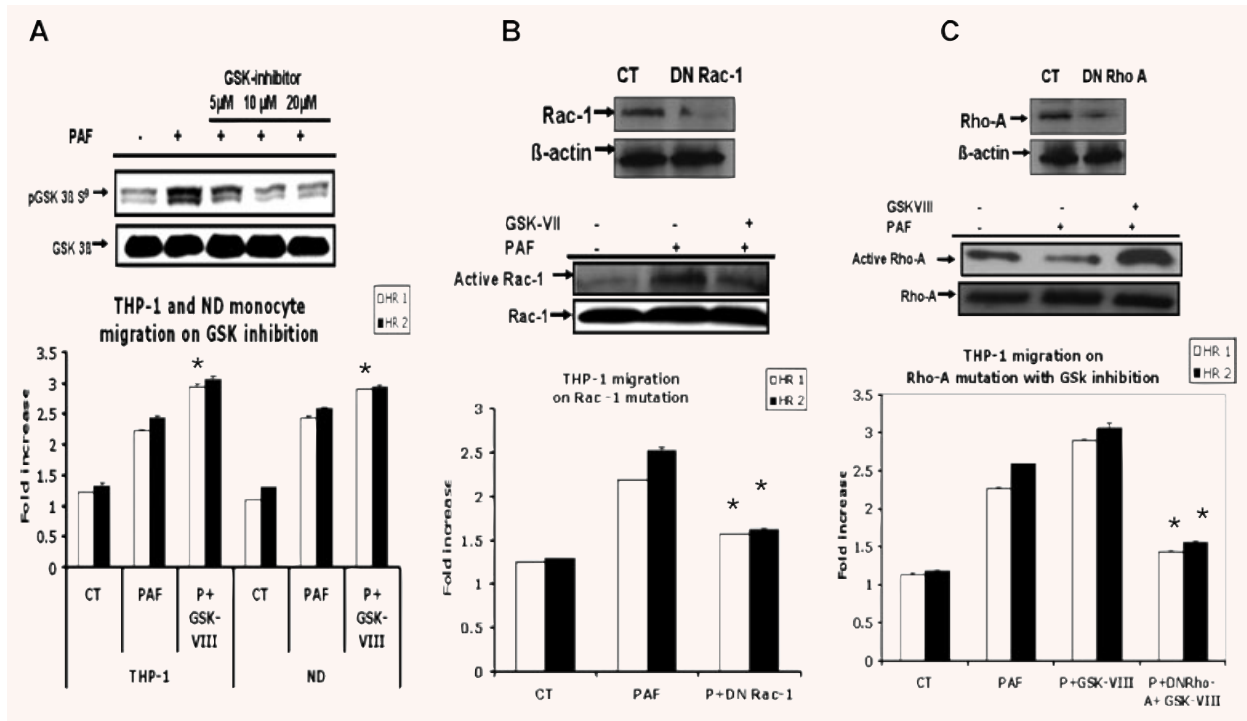 A
GSK-inhibitor
5µM 10 µM 20µM
PAF - + + + +
pGSK 3ß S⁹
GSK 3ß
THP-1 and ND monocyte
migration on GSK inhibition
HR 1
HR 2
Fold increase
3.5
3
2.5
2
1.5
1
0.5
0
* *
CT PAF P+ GSK-VIII CT PAF P+ GSK-VIII
THP-1 ND
B
CT DN Rac-1
Rac-1
ß-actin
GSK-VII - - +
PAF - + +
Active Rac-1
Rac-1
THP-1 migration
on Rac -1 mutation
HR 1
HR 2
Fold increase
3
2.5
2
1.5
1
0.5
0
* *
CT PAF P+DN Rac-1
C
CT DN Rho A
Rho-A
ß-actin
GSKVIII - - +
PAF - + +
Active Rho-A
Rho-A
THP-1 migration on
Rho-A mutation with GSk inhibition
HR 1
HR 2
Fold increase
3.5
3
2.5
2
1.5
1
0.5
0
* *
CT PAF P+GSK-VIII P+DNRho-
A+ GSK-VIII